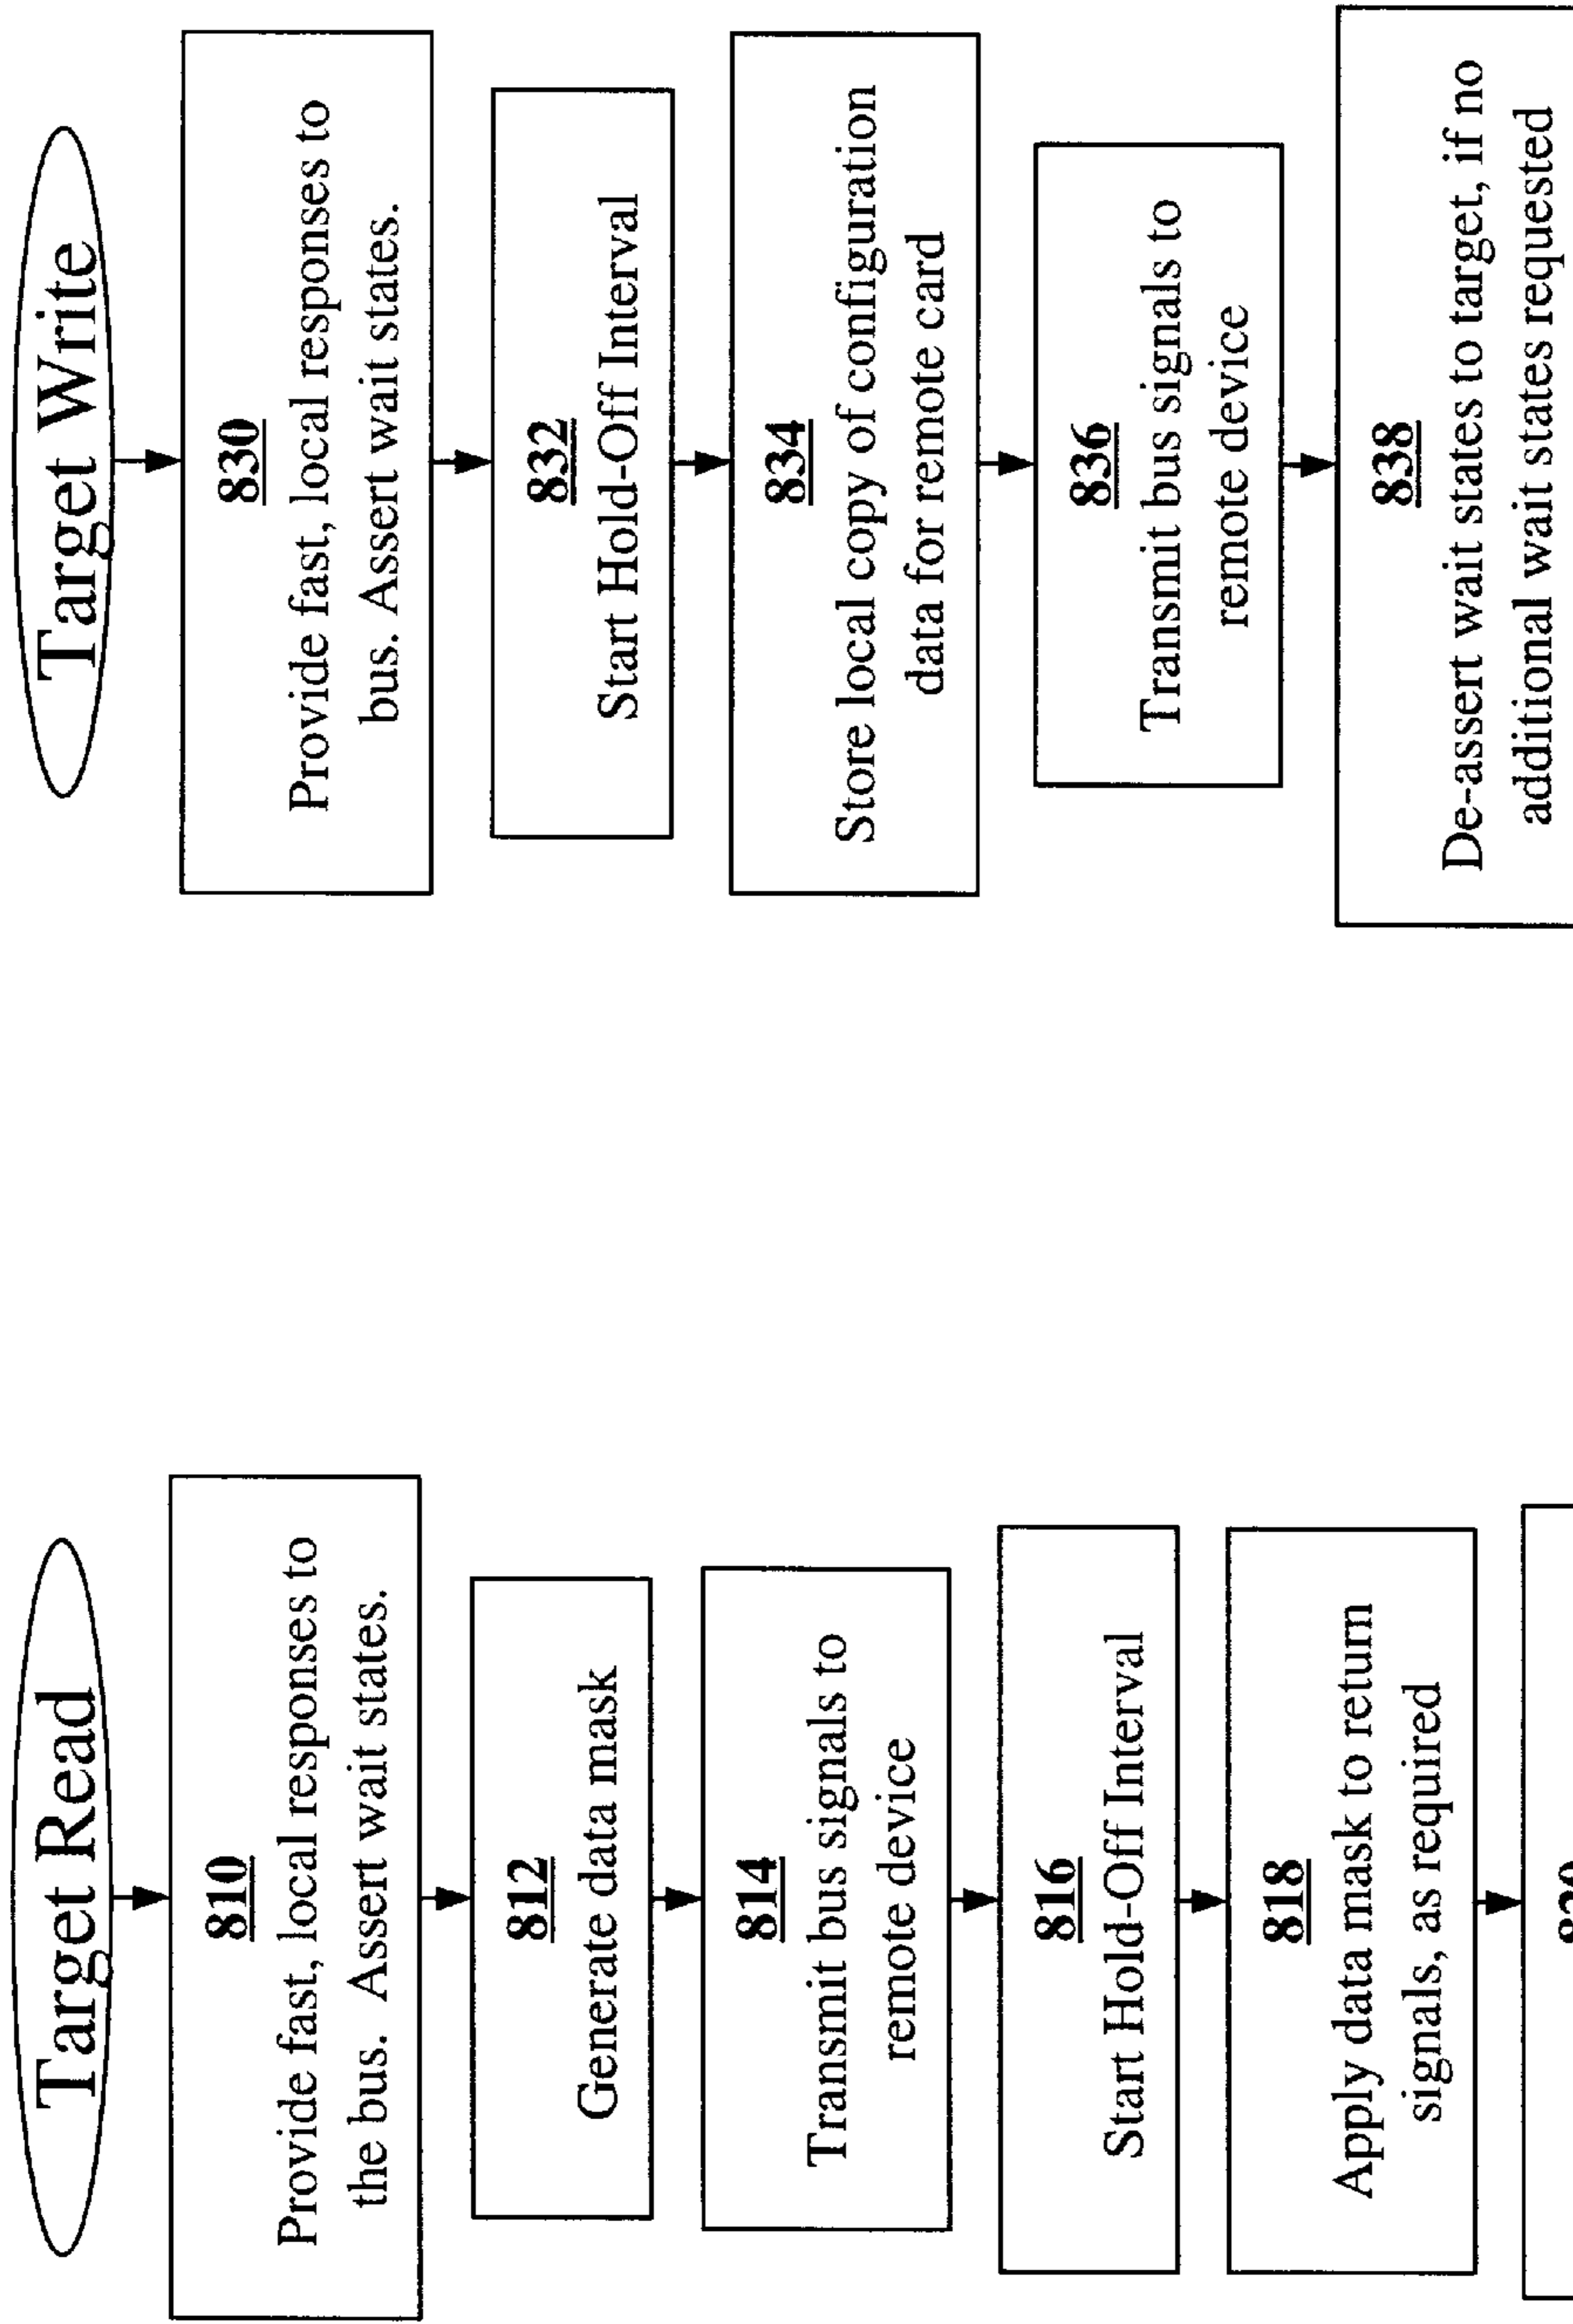 Target Read
810
Provide fast, local responses to
the bus. Assert wait states.
812
Generate data mask
814
Transmit bus signals to
remote device
816
Start Hold-Off Interval
818
Apply data mask to return
signals, as required
Target Write
830
Provide fast, local responses to
bus. Assert wait states.
832
Start Hold-Off Interval
834
Store local copy of configuration
data for remote card
836
Transmit bus signals to
remote device
838
De-assert wait states to target, if no
additional wait states requested